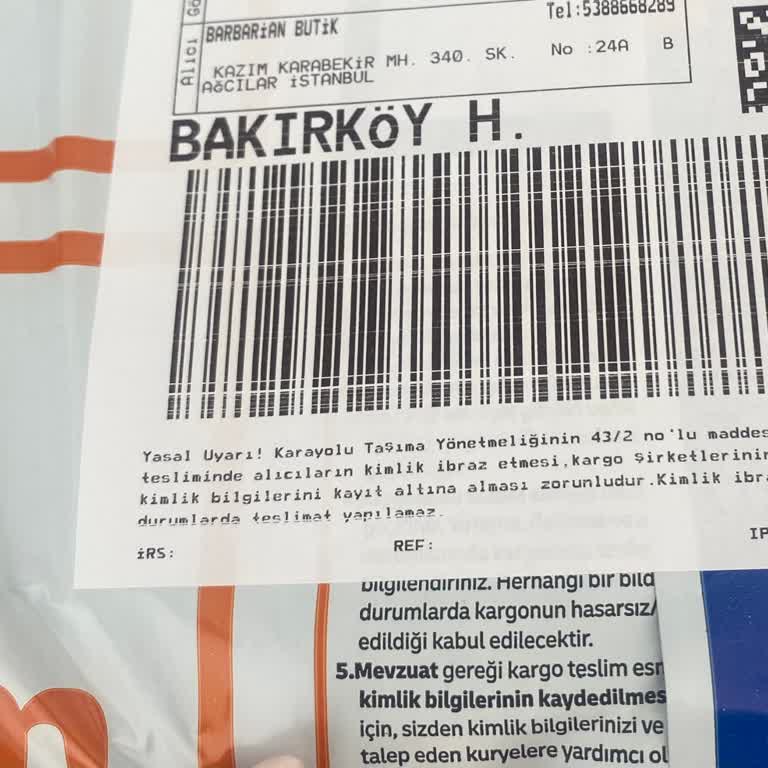 Alıcı
BARBARiAN BUTiK
Tel:5388668289
KAZIM KARABEKiR MH. 340. SK. No :24A B
AğCILAR iSTANBUL
BAKIRKÖY H.
Yasal Uyarı! Karayolu Taşıma Yönetmeliğinin 43/2 no'lu maddes
tesliminde alıcıların kimlik ibraz etmesi,kargo şirketlerinin
kimlik bilgilerini kayıt altına alması zorunludur.Kimlik ibra
durumlarda teslimat yapılamaz.
iRS: REF: IP
bilgilendiriniz. Herhangi bir bild
durumlarda kargonun hasarsız/
edildiği kabul edilecektir.
5.Mevzuat gereği kargo teslim esn
kimlik bilgilerinin kaydedilmes
için, sizden kimlik bilgilerinizi ve
talep eden kuryelere yardımcı ol